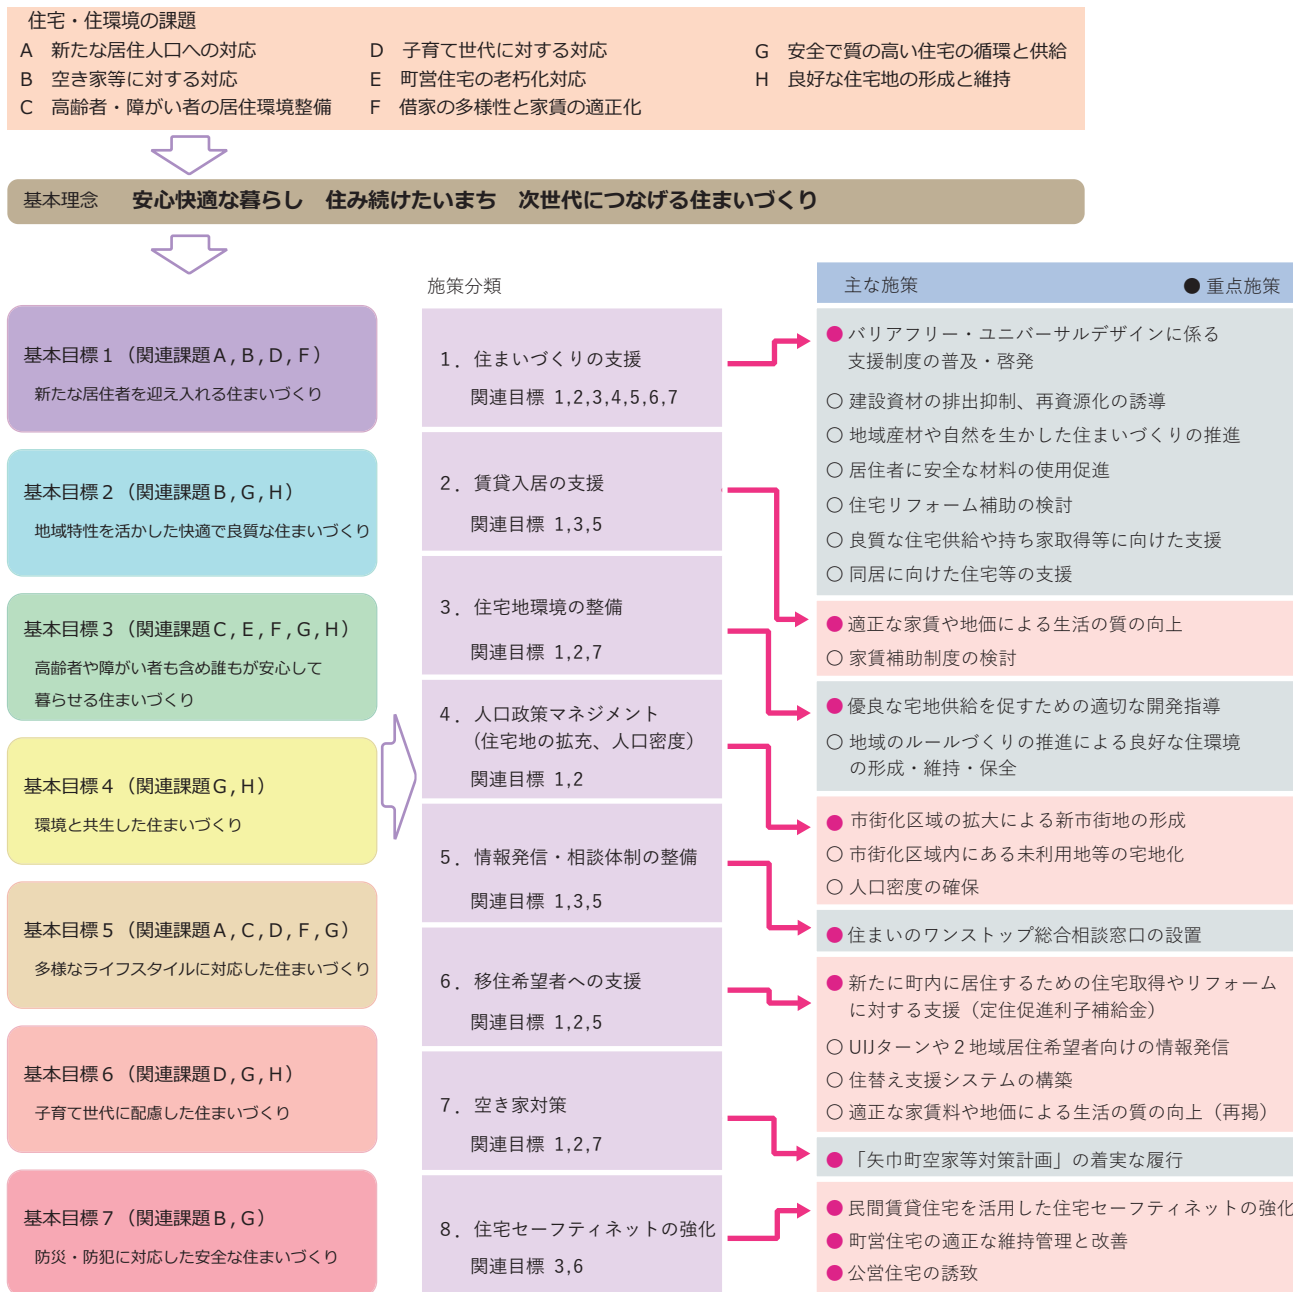 住宅・住環境の課題
A 新たな居住人口への対応
B 空き家等に対する対応
C 高齢者・障がい者の居住環境整備
D 子育て世代に対する対応
E 町営住宅の老朽化対応
F 借家の多様性と家賃の適正化
G 安全で質の高い住宅の循環と供給
H 良好な住宅地の形成と維持
基本理念 安心快適な暮らし 住み続けたいまち 次世代につなげる住まいづくり
基本目標1(関連課題A,B,D,F)
新たな居住者を迎え入れる住まいづくり
基本目標2(関連課題B,G,H)
地域特性を活かした快適で良質な住まいづくり
基本目標3(関連課題C,E,F,G,H)
高齢者や障がい者も含め誰もが安心して
暮らせる住まいづくり
基本目標4(関連課題G,H)
環境と共生した住まいづくり
基本目標5(関連課題A,C,D,F,G)
多様なライフスタイルに対応した住まいづくり
基本目標6(関連課題D,G,H)
子育て世代に配慮した住まいづくり
基本目標7(関連課題B,G)
防災・防犯に対応した安全な住まいづくり
施策分類
1.住まいづくりの支援
関連目標 1,2,3,4,5,6,7
2.賃貸入居の支援
関連目標 1,3,5
3.住宅地環境の整備
関連目標 1,2,7
4.人口政策マネジメント
(住宅地の拡充、人口密度)
関連目標 1,2
5.情報発信・相談体制の整備
関連目標 1,3,5
6.移住希望者への支援
関連目標 1,2,5
7.空き家対策
関連目標 1,2,7
8.住宅セーフティネットの強化
関連目標 3,6
主な施策 ●重点施策
●バリアフリー・ユニバーサルデザインに係る
支援制度の普及・啓発
○建設資材の排出抑制、再資源化の誘導
○地域産材や自然を生かした住まいづくりの推進
○居住者に安全な材料の使用促進
○住宅リフォーム補助の検討
○良質な住宅供給や持ち家取得等に向けた支援
○同居に向けた住宅等の支援
●適正な家賃や地価による生活の質の向上
○家賃補助制度の検討
●優良な宅地供給を促すための適切な開発指導
○地域のルールづくりの推進による良好な住環境
の形成・維持・保全
●市街化区域の拡大による新市街地の形成
○市街化区域内にある未利用地等の宅地化
○人口密度の確保
●住まいのワンストップ総合相談窓口の設置
●新たに町内に居住するための住宅取得やリフォーム
に対する支援(定住促進利子補給金)
○UIJターンや2地域居住希望者向けの情報発信
○住替え支援システムの構築
○適正な家賃料や地価による生活の質の向上(再掲)
●「矢巾町空家等対策計画」の着実な履行
●民間賃貸住宅を活用した住宅セーフティネットの強化
●町営住宅の適正な維持管理と改善
●公営住宅の誘致